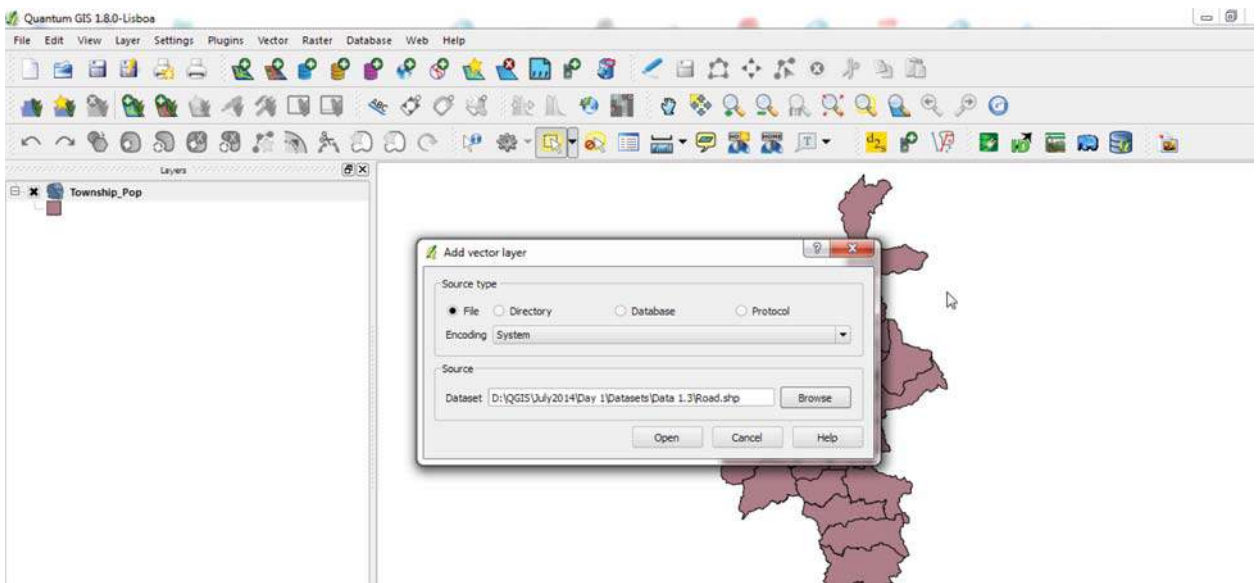 Quantum GIS 1.8.0-Lisboa
File Edit View Layer Settings Plugins Vector Raster Database Web Help
Layers
Township_Pop
Add vector layer
Source type
File Directory Database Protocol
Encoding System
Source
Dataset D:\QGIS\July2014\Day 1\Datasets\Data 1.3\Road.shp Browse
Open Cancel Help